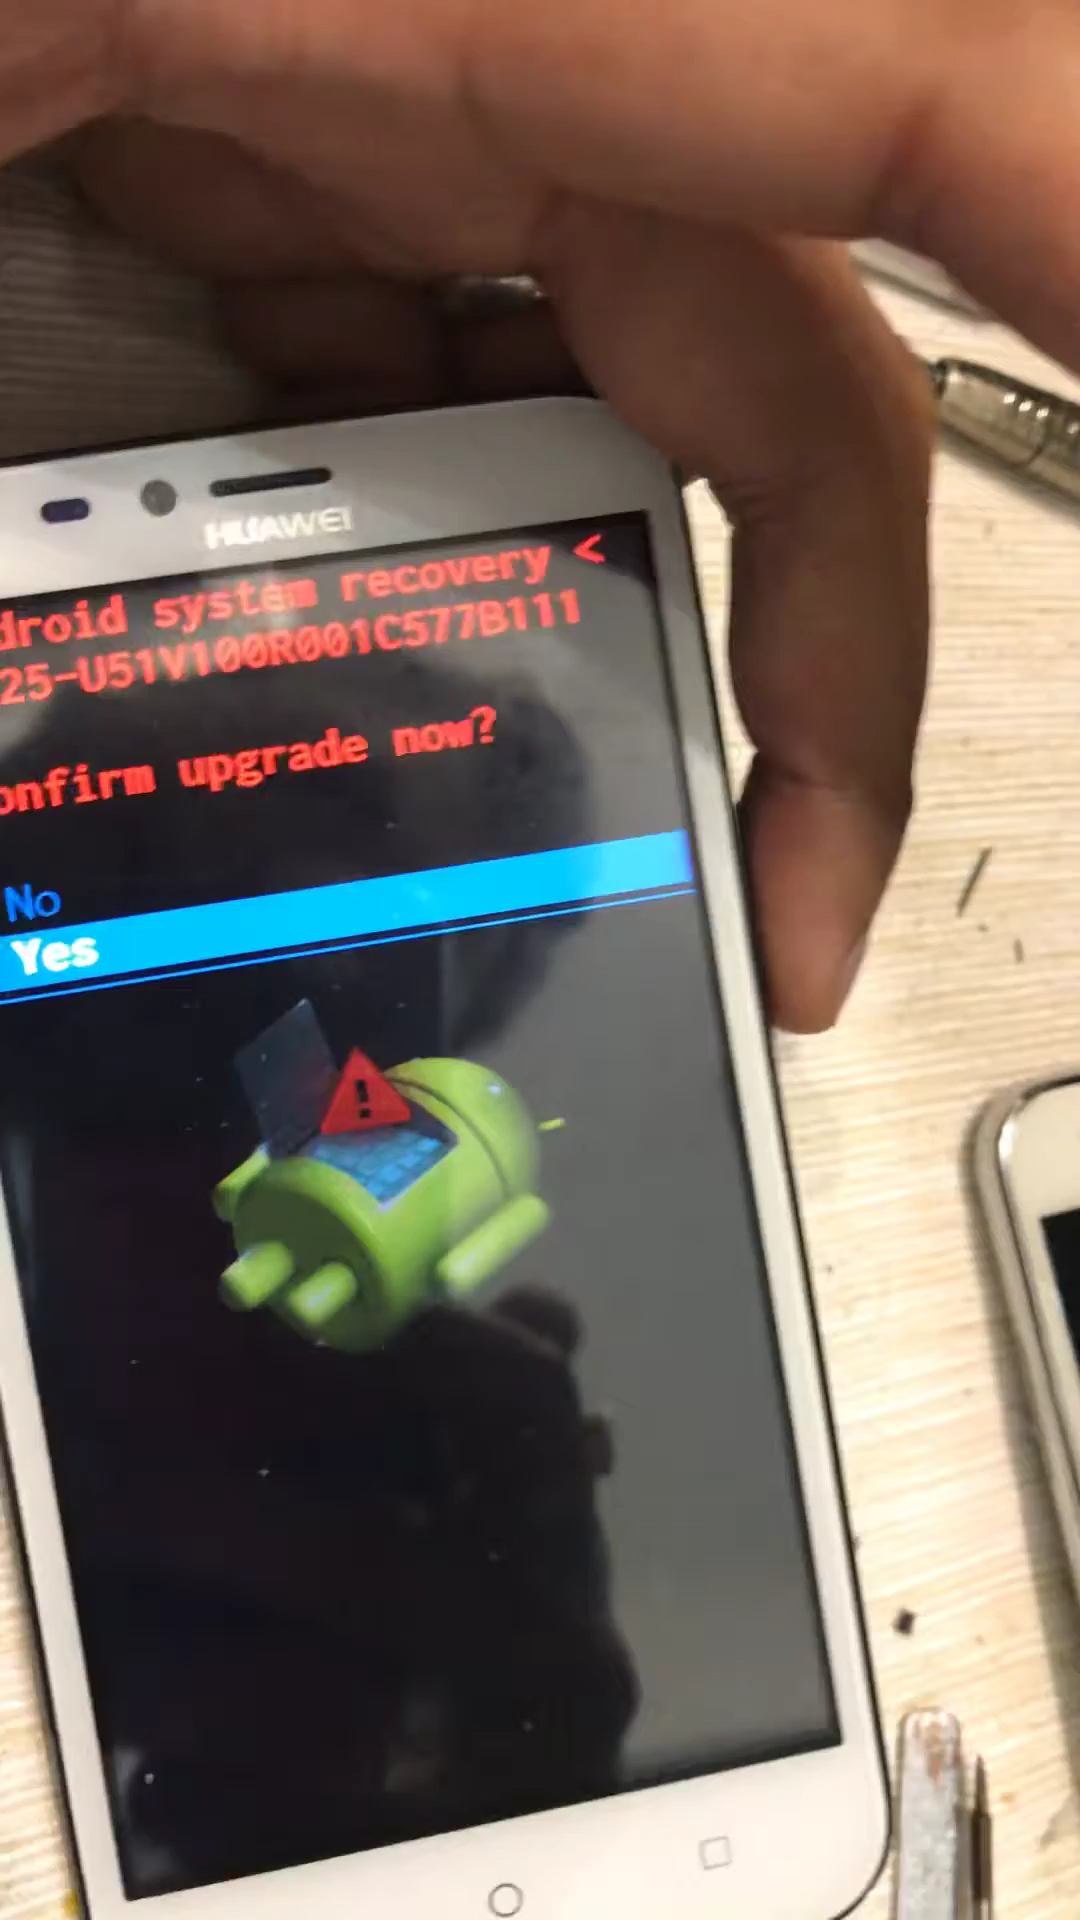 HUAWEI
droid system recovery <
25-U51V100R001C577B111
onfirm upgrade now?
No
Yes